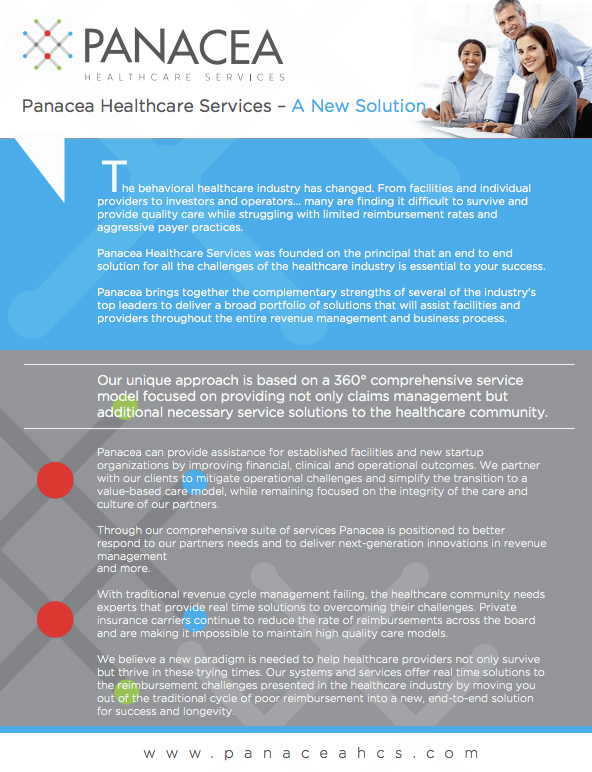 PANACEA
HEALTHCARE SERVICES
Panacea Healthcare Services – A New Solution
The behavioral healthcare industry has changed. From facilities and individual
providers to investors and operators... many are finding it difficult to survive and
provide quality care while struggling with limited reimbursement rates and
aggressive payer practices.
Panacea Healthcare Services was founded on the principal that an end to end
solution for all the challenges of the healthcare industry is essential to your success.
Panacea brings together the complementary strengths of several of the industry's
top leaders to deliver a broad portfolio of solutions that will assist facilities and
providers throughout the entire revenue management and business process.
Our unique approach is based on a 360° comprehensive service
model focused on providing not only claims management but
additional necessary service solutions to the healthcare community.
Panacea can provide assistance for established facilities and new startup
organizations by improving financial, clinical and operational outcomes. We partner
with our clients to mitigate operational challenges and simplify the transition to a
value-based care model, while remaining focused on the integrity of the care and
culture of our partners.
Through our comprehensive suite of services Panacea is positioned to better
respond to our partners needs and to deliver next-generation innovations in revenue
management
and more.
With traditional revenue cycle management failing, the healthcare community needs
experts that provide real time solutions to overcoming their challenges. Private
insurance carriers continue to reduce the rate of reimbursements across the board
and are making it impossible to maintain high quality care models.
We believe a new paradigm is needed to help healthcare providers not only survive
but thrive in these trying times. Our systems and services offer real time solutions to
the reimbursement challenges presented in the healthcare industry by moving you
out of the traditional cycle of poor reimbursement into a new, end-to-end solution
for success and longevity.
www.panaceahcs.com